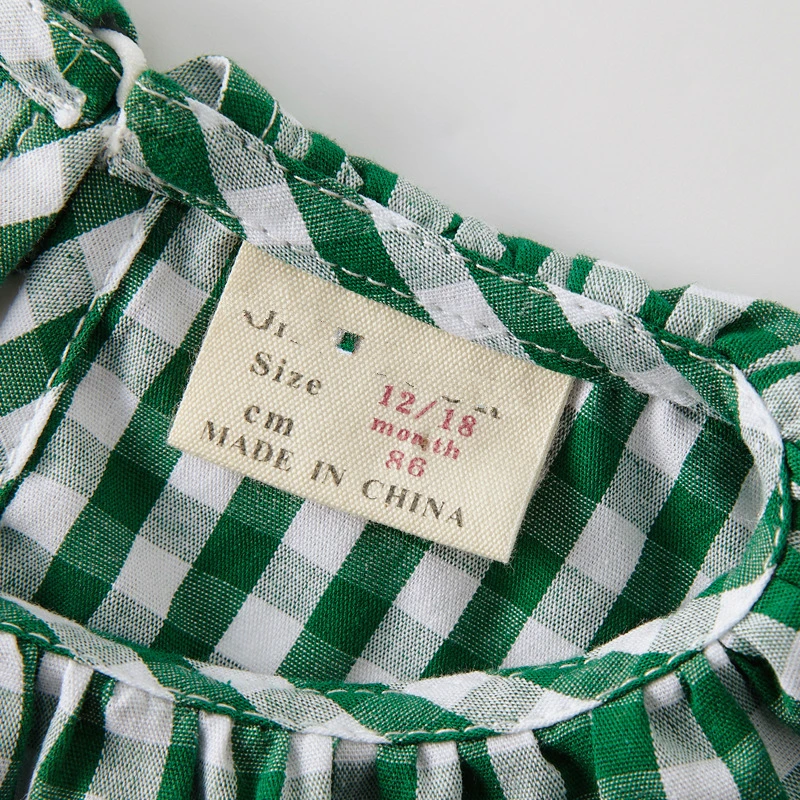 Size 12/18
month
cm 86
MADE IN CHINA